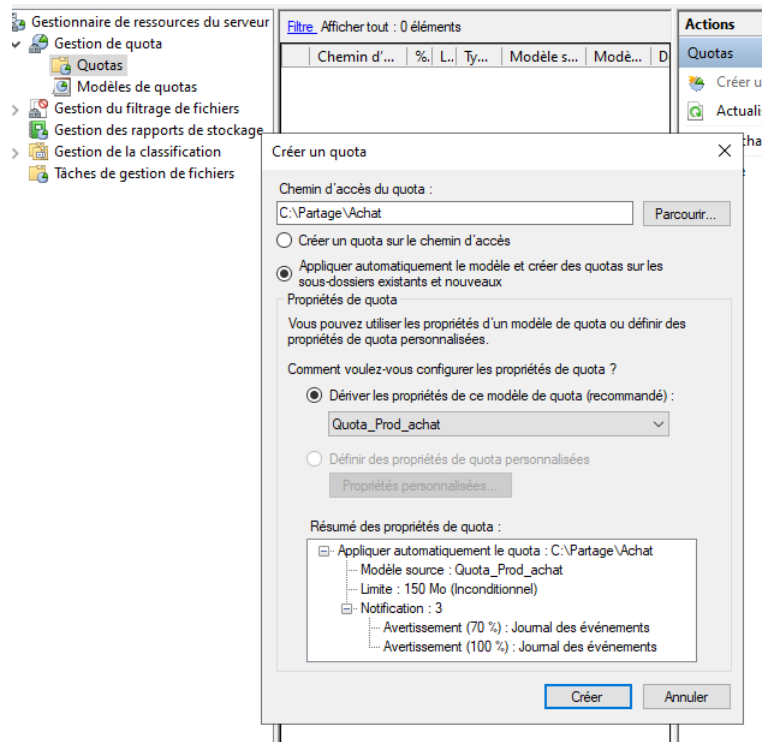 Gestionnaire de ressources du serveur
Gestion de quota
Quotas
Modèles de quotas
Gestion du filtrage de fichiers
Gestion des rapports de stockage
Gestion de la classification
Tâches de gestion de fichiers
Filtre Afficher tout : 0 éléments
Chemin d'... %. L.. Ty... Modèle s... Modè... D
Actions
Quotas
Créer u
Actualis
Créer un quota
Chemin d'accès du quota :
C:\Partage\Achat
Parcourir...
Créer un quota sur le chemin d'accès
Appliquer automatiquement le modèle et créer des quotas sur les
sous-dossiers existants et nouveaux
Propriétés de quota
Vous pouvez utiliser les propriétés d'un modèle de quota ou définir des
propriétés de quota personnalisées.
Comment voulez-vous configurer les propriétés de quota ?
Dériver les propriétés de ce modèle de quota (recommandé) :
Quota_Prod_achat
Définir des propriétés de quota personnalisées
Propriétés personnalisées...
Résumé des propriétés de quota :
Appliquer automatiquement le quota : C:\Partage\Achat
Modèle source : Quota_Prod_achat
Limite : 150 Mo (Inconditionnel)
Notification : 3
Avertissement (70 %) : Journal des événements
Avertissement (100 %) : Journal des événements
Créer
Annuler